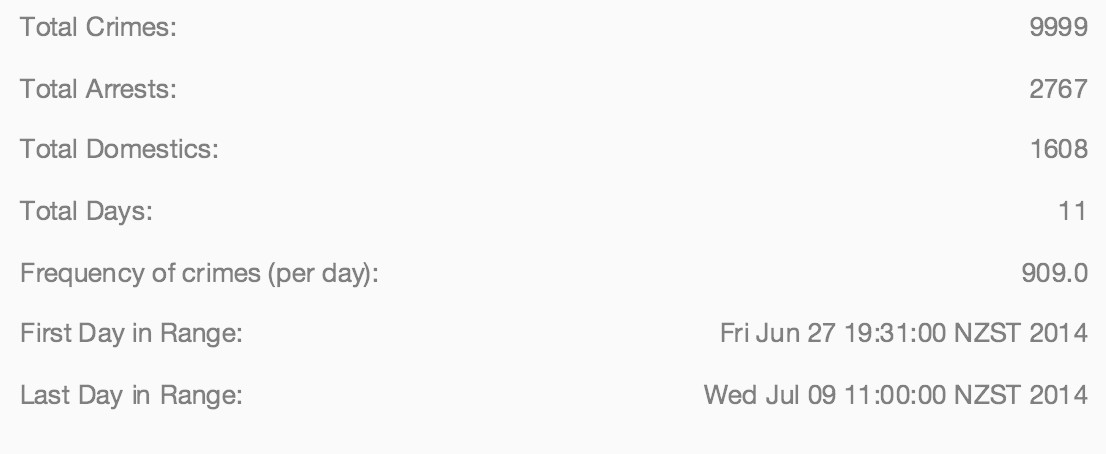 Total Crimes: 9999
Total Arrests: 2767
Total Domestics: 1608
Total Days: 11
Frequency of crimes (per day): 909.0
First Day in Range: Fri Jun 27 19:31:00 NZST 2014
Last Day in Range: Wed Jul 09 11:00:00 NZST 2014